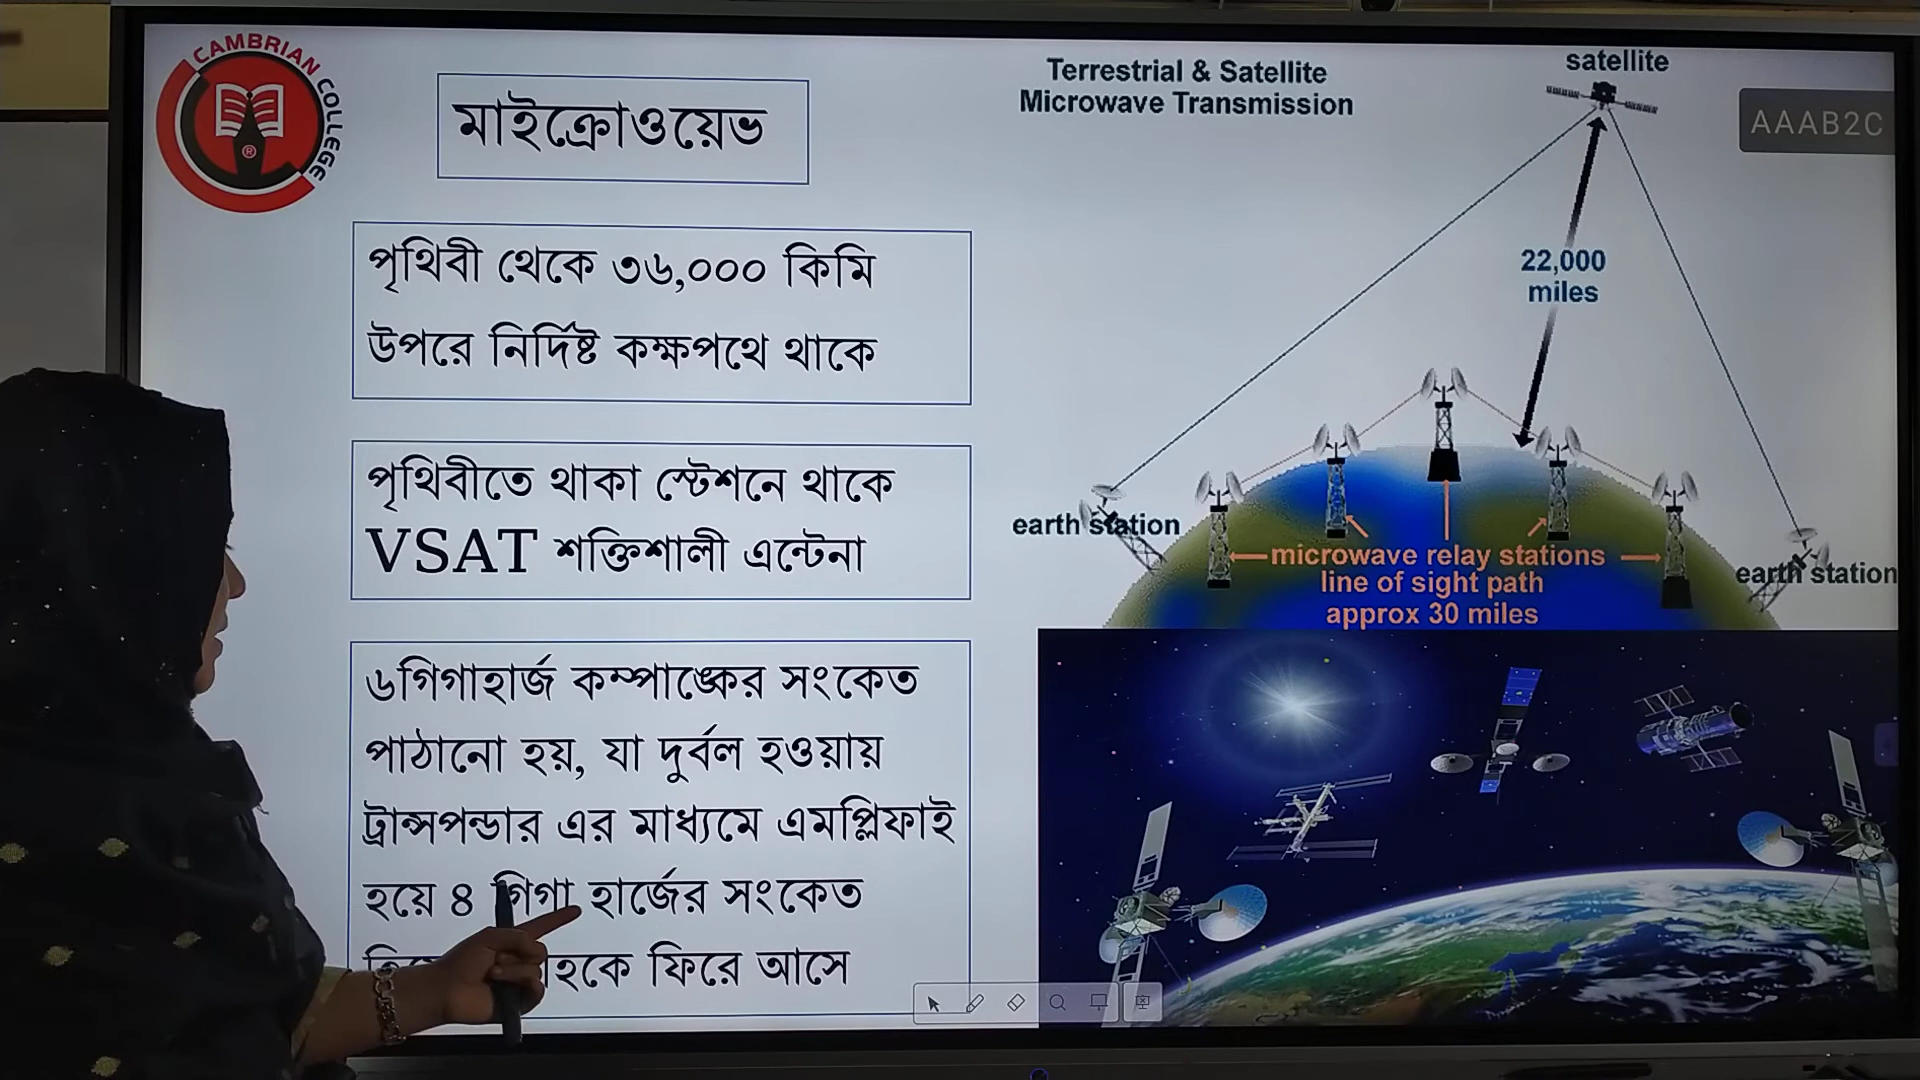 CAMBRIAN COLLEGE
®
মাইক্রোওয়েভ
পৃথিবী থেকে ৩৬,০০০ কিমি
উপরে নির্দিষ্ট কক্ষপথে থাকে
পৃথিবীতে থাকা স্টেশনে থাকে
VSAT শক্তিশালী এন্টেনা
৬গিগাহার্জ কম্পাঙ্কের সংকেত
পাঠানো হয়, যা দুর্বল হওয়ায়
ট্রান্সপন্ডার এর মাধ্যমে এমপ্লিফাই
হয়ে ৪ গিগা হার্জের সংকেত
ফিরে আসে
Terrestrial & Satellite
Microwave Transmission
satellite
AAAB2C
22,000
miles
earth station
microwave relay stations
line of sight path
approx 30 miles
earth station